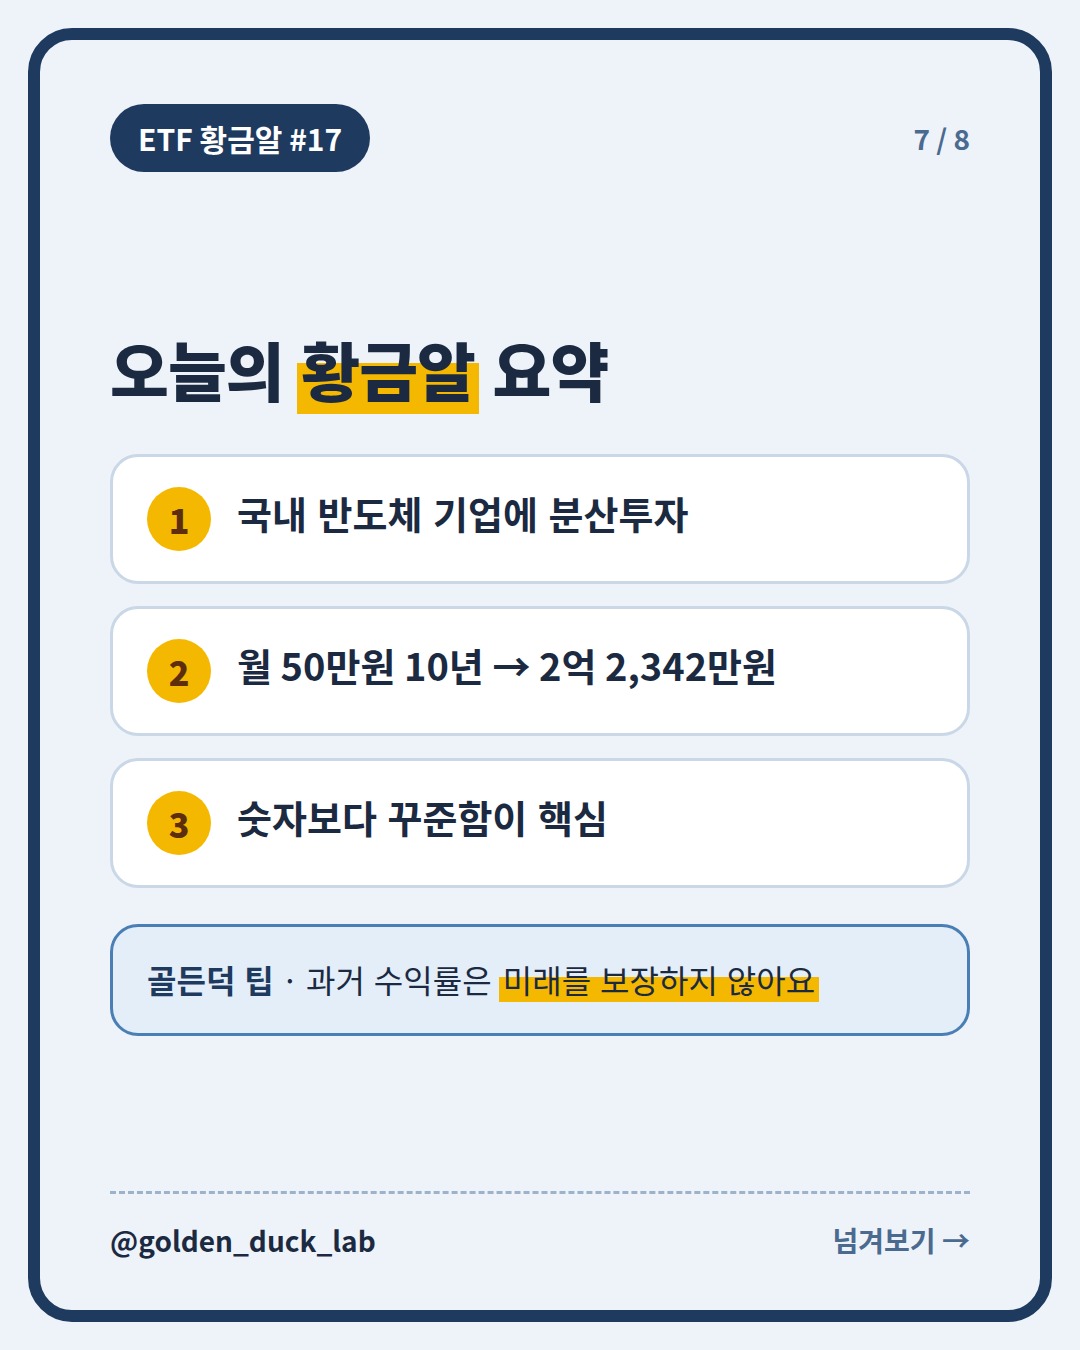 ETF 황금알 #17
7 / 8
오늘의 황금알 요약
1 국내 반도체 기업에 분산투자
2 월 50만원 10년 → 2억 2,342만원
3 숫자보다 꾸준함이 핵심
골든덕 팁 · 과거 수익률은 미래를 보장하지 않아요
@golden_duck_lab
넘겨보기 →